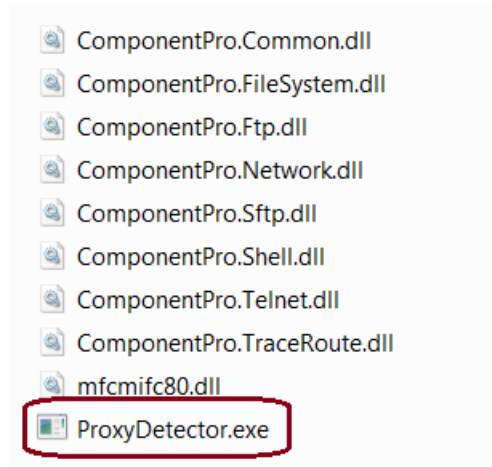 ComponentPro.Common.dll
ComponentPro.FileSystem.dll
ComponentPro.Ftp.dll
ComponentPro.Network.dll
ComponentPro.Sftp.dll
ComponentPro.Shell.dll
ComponentPro.Telnet.dll
ComponentPro.TraceRoute.dll
mfcmifc80.dll
ProxyDetector.exe